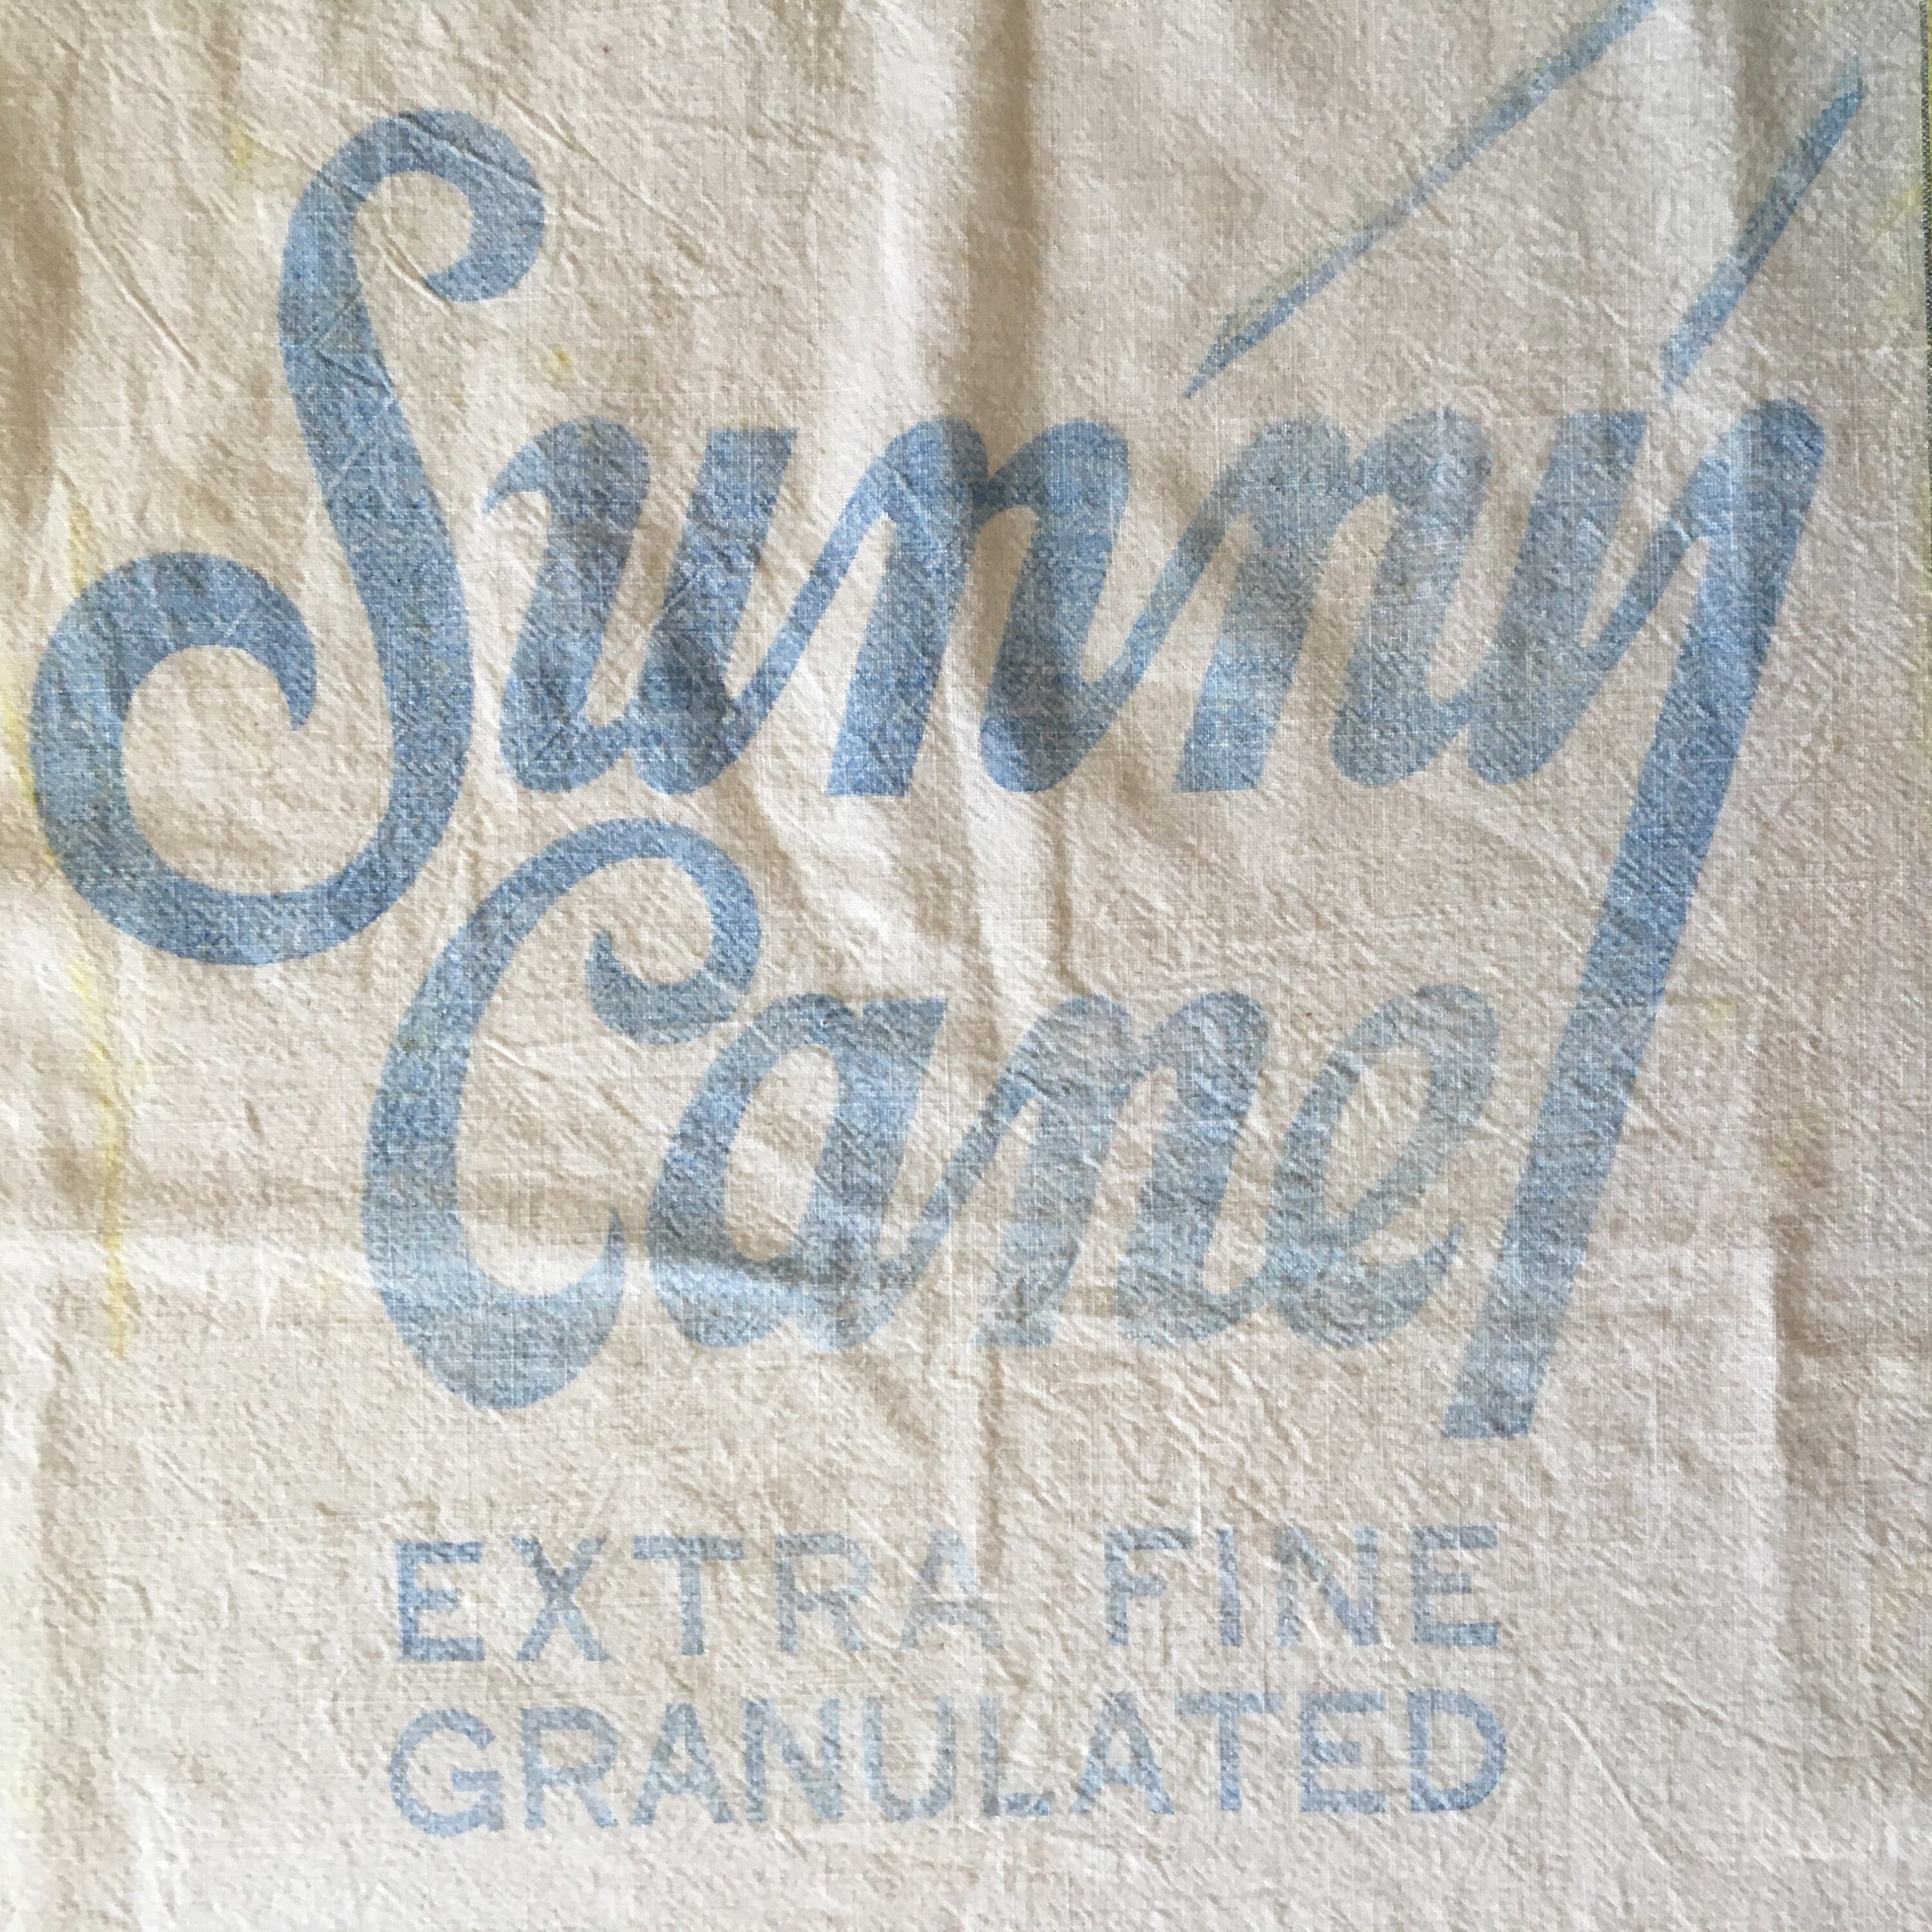 Sunny
Cane
EXTRA FINE
GRANULATED